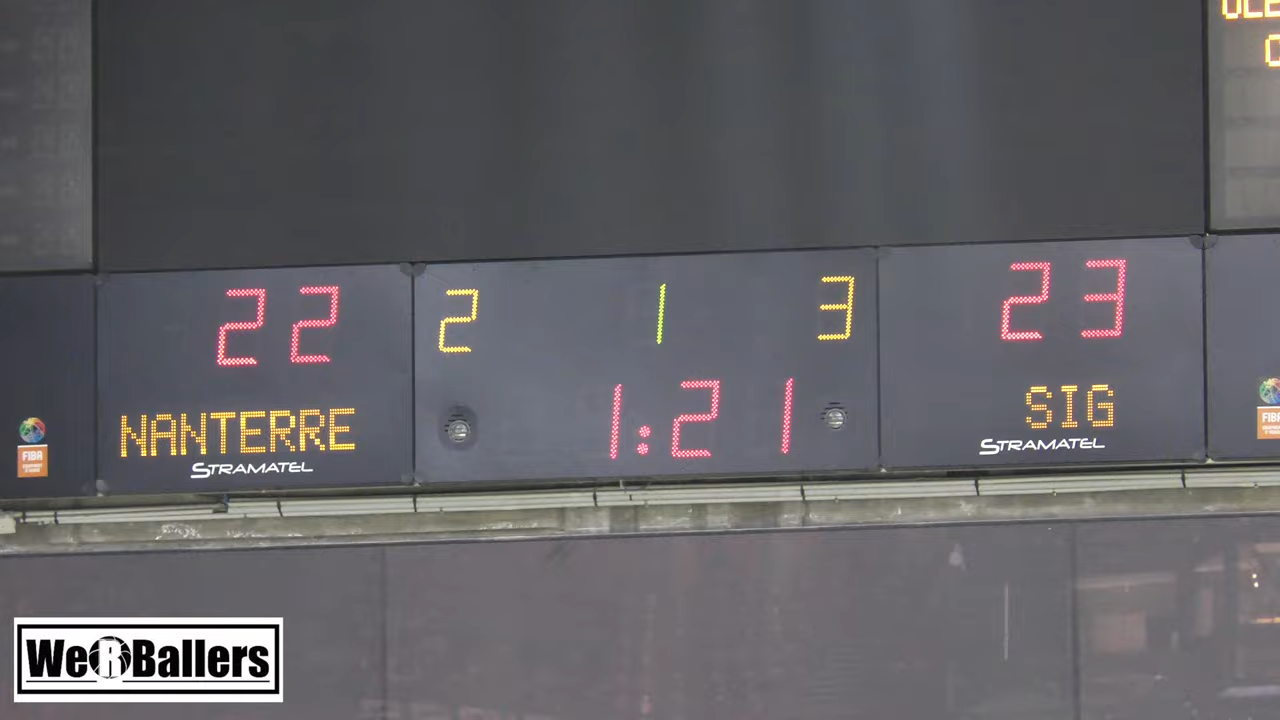 22 2 1 3 23
1:21
NANTERRE SIG
STRAMATEL STRAMATEL
FIBA FIBA
WeRBallers